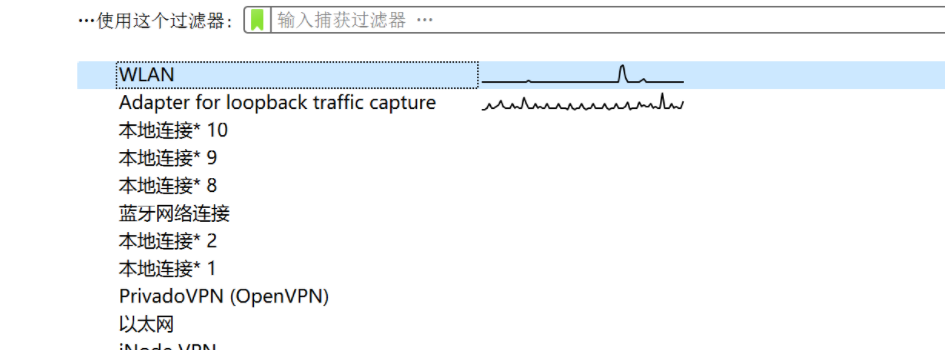 …使用这个过滤器： 输入捕获过滤器 …
WLAN
Adapter for loopback traffic capture
本地连接* 10
本地连接* 9
本地连接* 8
蓝牙网络连接
本地连接* 2
本地连接* 1
PrivadoVPN (OpenVPN)
以太网
iNode VPN